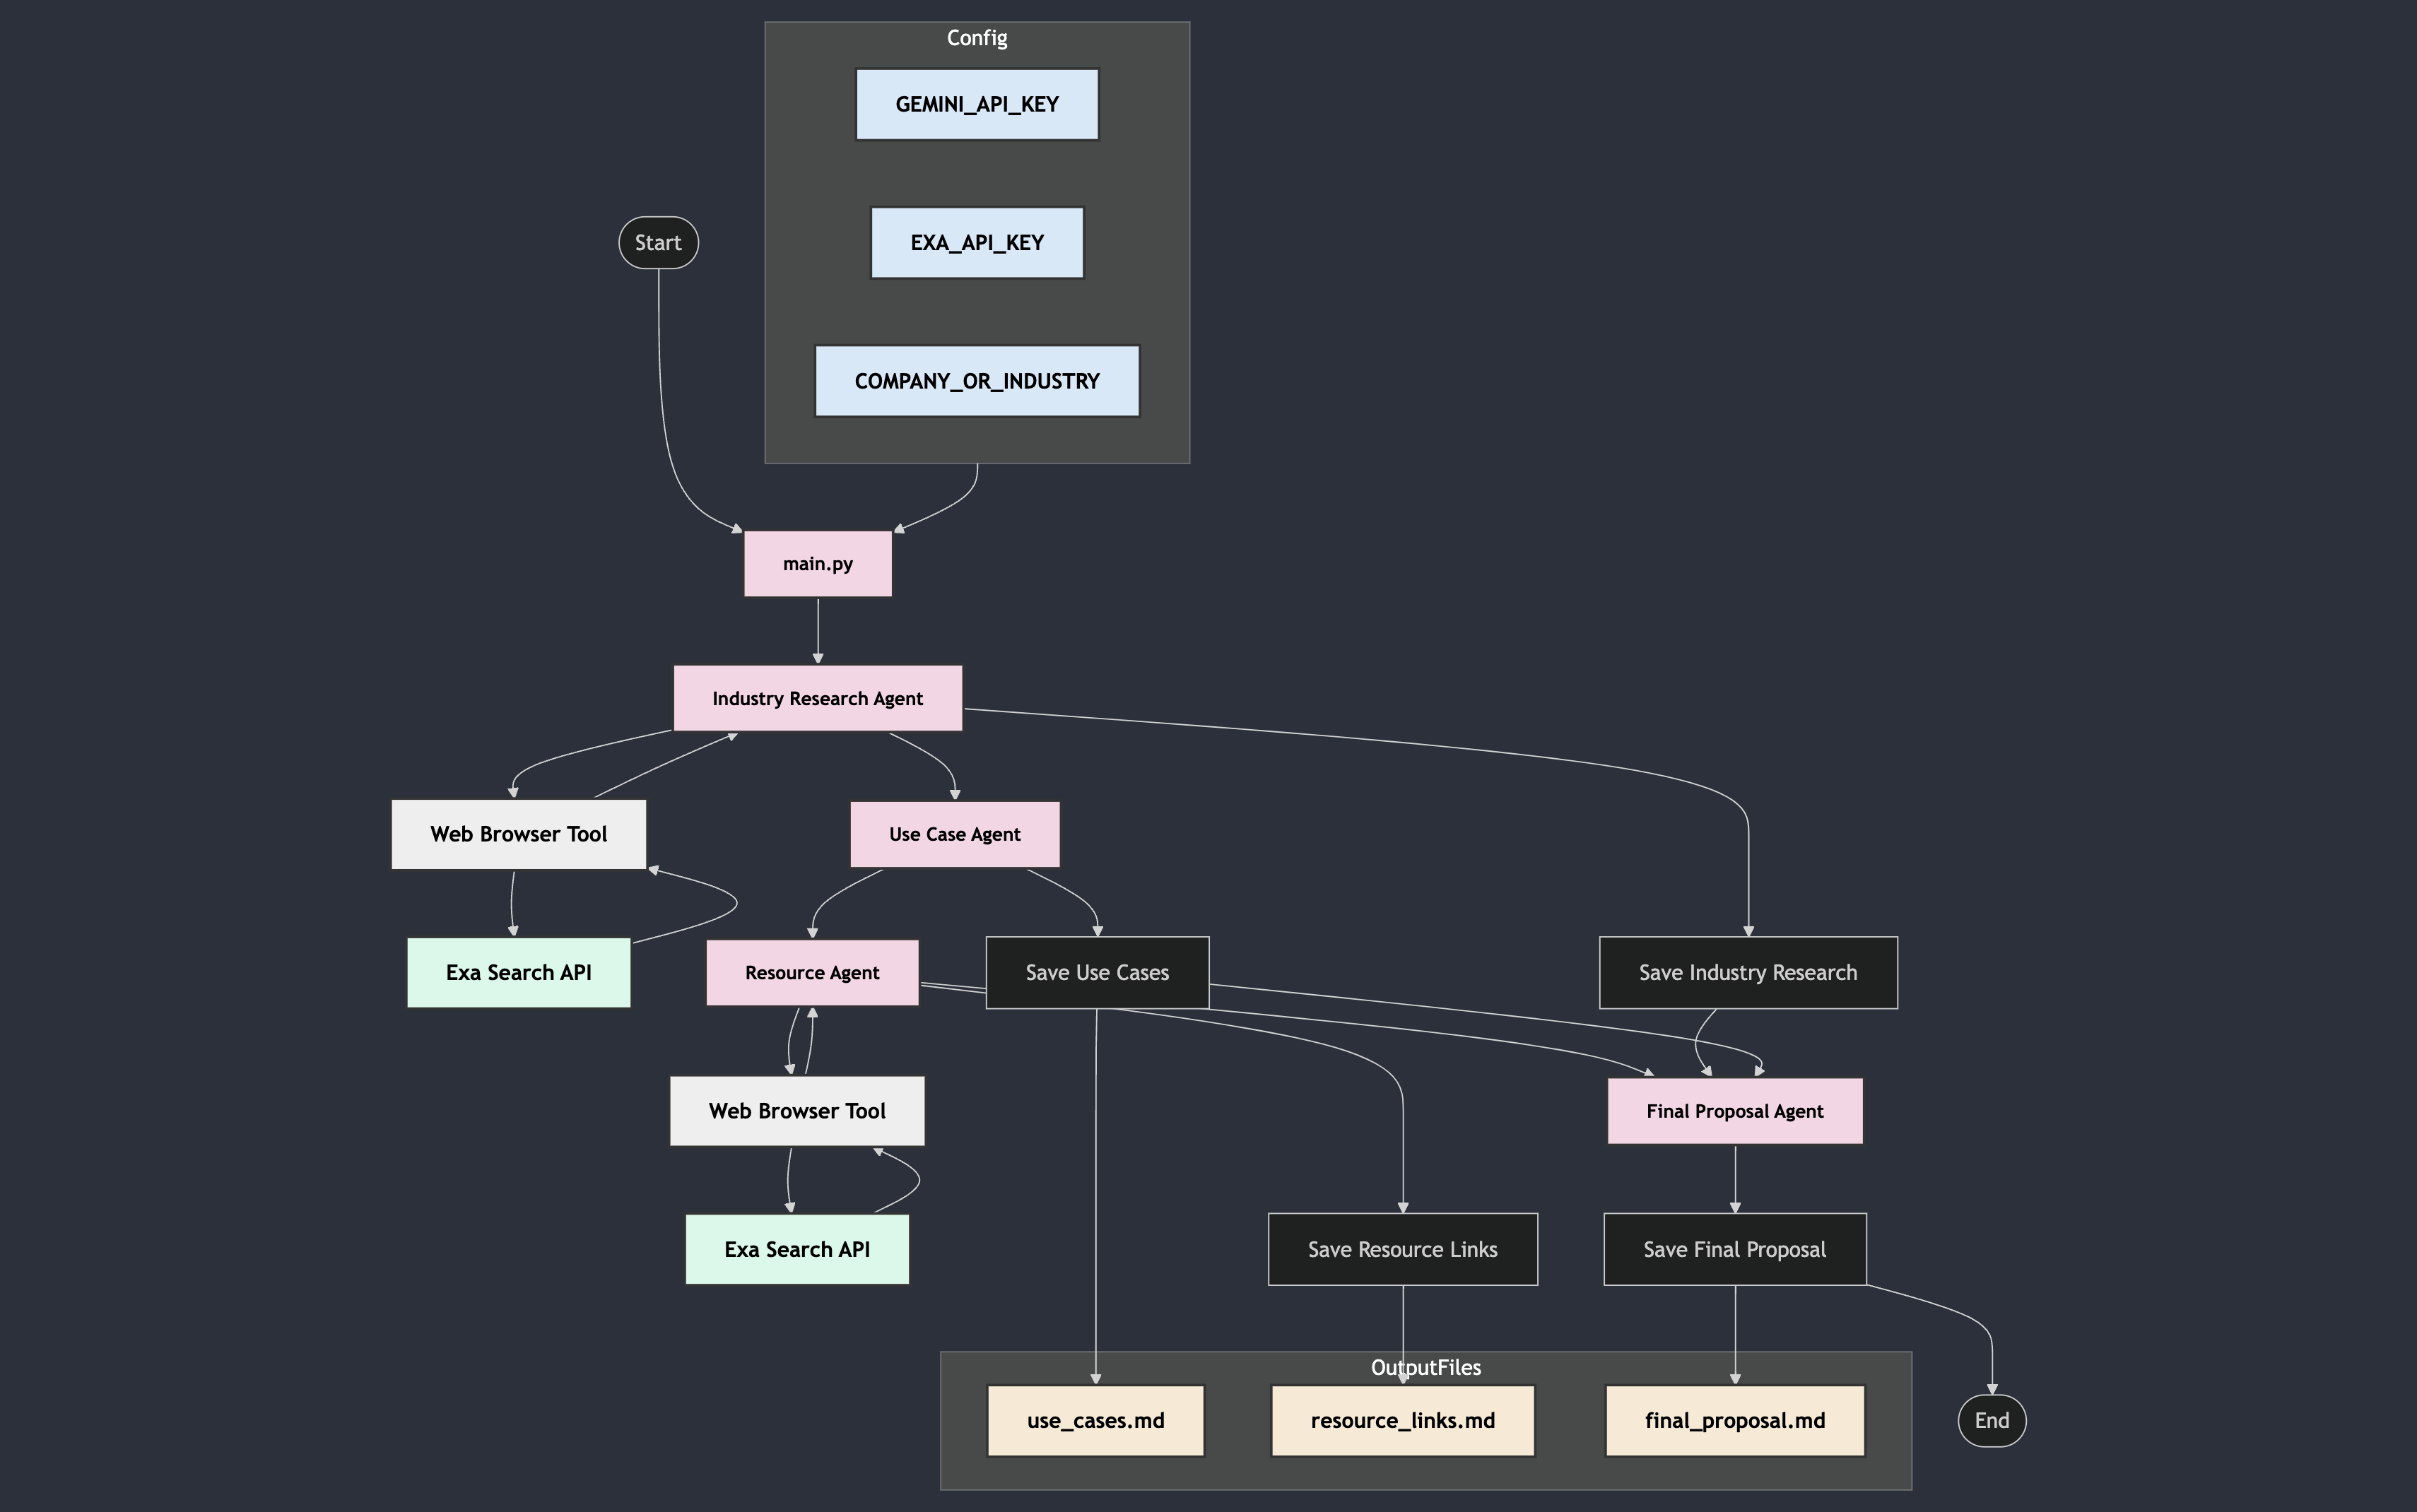 Config
GEMINI_API_KEY
Start
EXA_API_KEY
COMPANY_OR_INDUSTRY
main.py
Industry Research Agent
Web Browser Tool
Use Case Agent
Exa Search API
Resource Agent
Save Use Cases
Save Industry Research
Web Browser Tool
Final Proposal Agent
Exa Search API
Save Resource Links
Save Final Proposal
OutputFiles
use_cases.md
resource_links.md
final_proposal.md
End